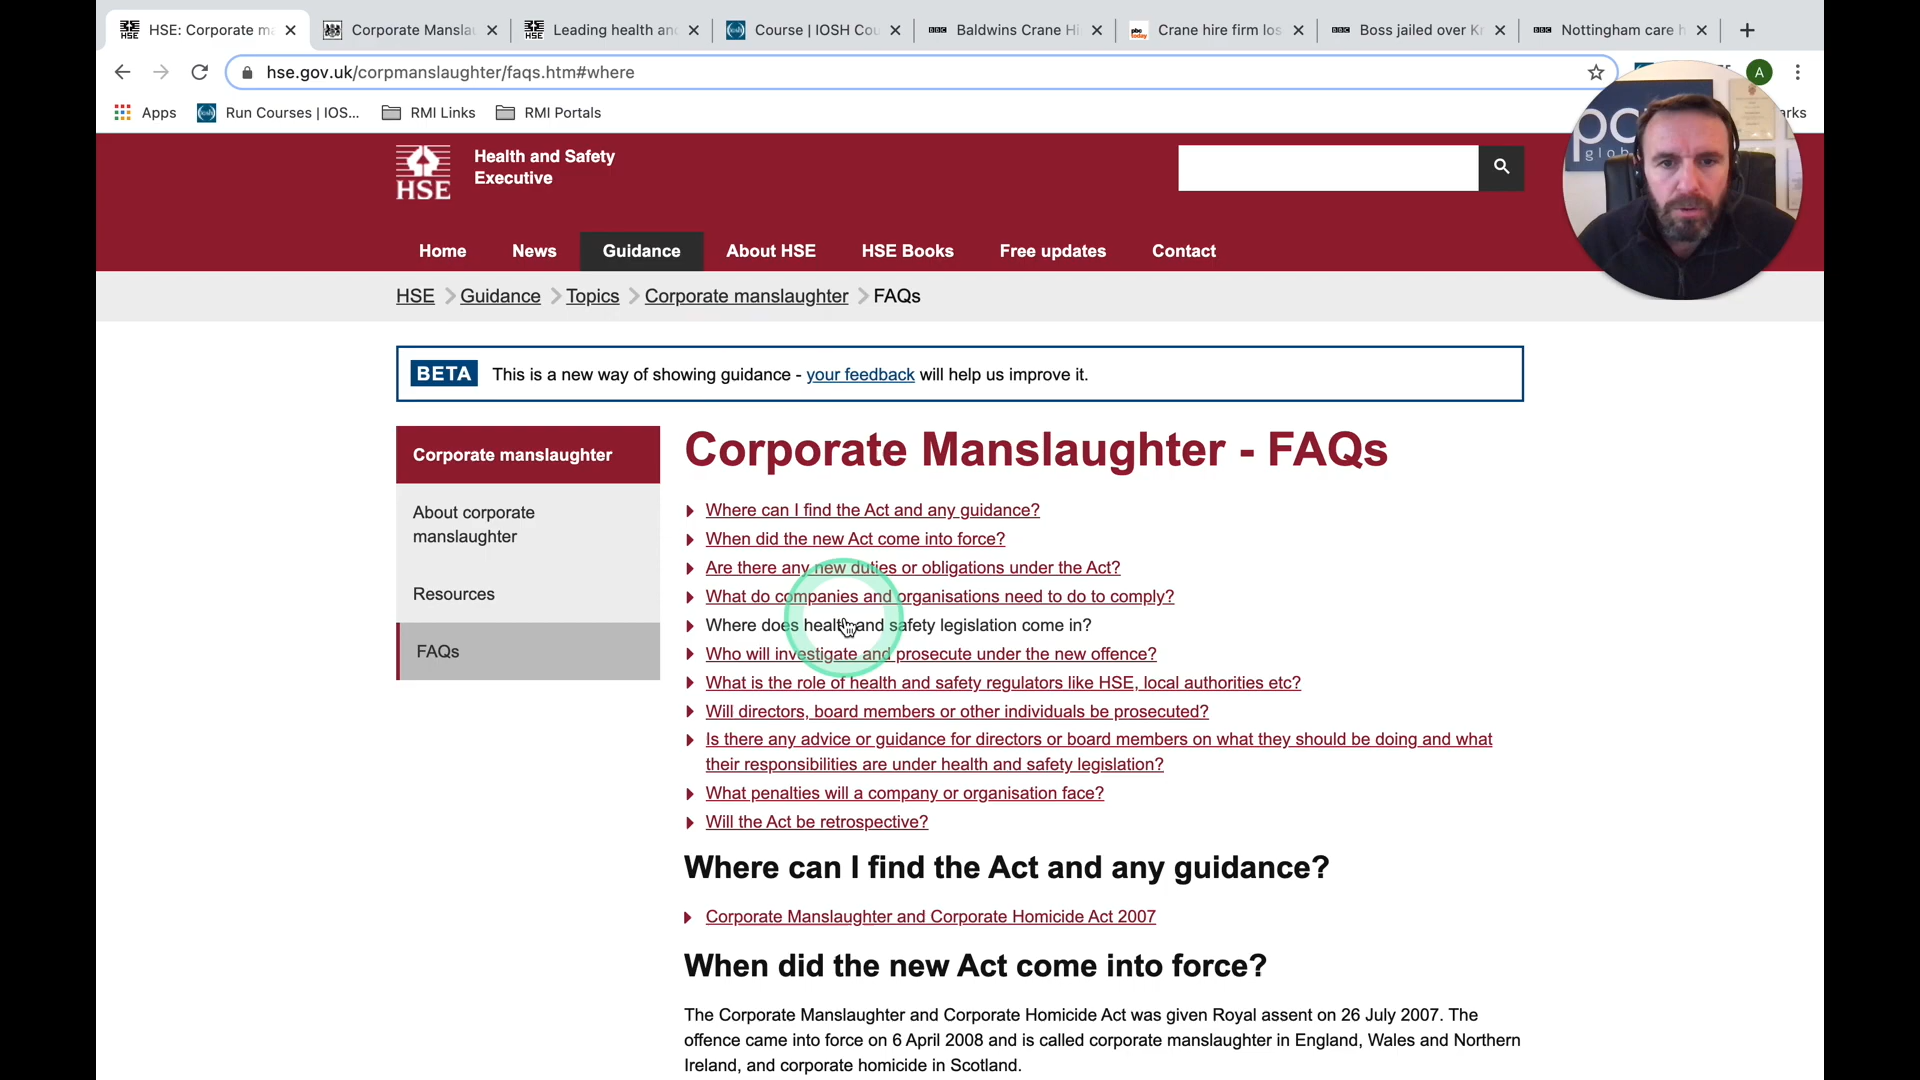 HSE: Corporate ma
Corporate Manslau
Leading health and
Course | IOSH Cou
Baldwins Crane Hi
Crane hire firm los
Boss jailed over Kn
Nottingham care h
hse.gov.uk/corpmanslaughter/faqs.htm#where
A
Apps
Run Courses | IOS...
RMI Links
RMI Portals
HSE
Health and Safety
Executive
Home
News
Guidance
About HSE
HSE Books
Free updates
Contact
HSE
Guidance
Topics
Corporate manslaughter
FAQs
BETA This is a new way of showing guidance - your feedback will help us improve it.
Corporate manslaughter
About corporate
manslaughter
Resources
FAQs
Corporate Manslaughter - FAQs
Where can I find the Act and any guidance?
When did the new Act come into force?
Are there any new duties or obligations under the Act?
What do companies and organisations need to do to comply?
Where does health and safety legislation come in?
Who will investigate and prosecute under the new offence?
What is the role of health and safety regulators like HSE, local authorities etc?
Will directors, board members or other individuals be prosecuted?
Is there any advice or guidance for directors or board members on what they should be doing and what
their responsibilities are under health and safety legislation?
What penalties will a company or organisation face?
Will the Act be retrospective?
Where can I find the Act and any guidance?
Corporate Manslaughter and Corporate Homicide Act 2007
When did the new Act come into force?
The Corporate Manslaughter and Corporate Homicide Act was given Royal assent on 26 July 2007. The
offence came into force on 6 April 2008 and is called corporate manslaughter in England, Wales and Northern
Ireland, and corporate homicide in Scotland.